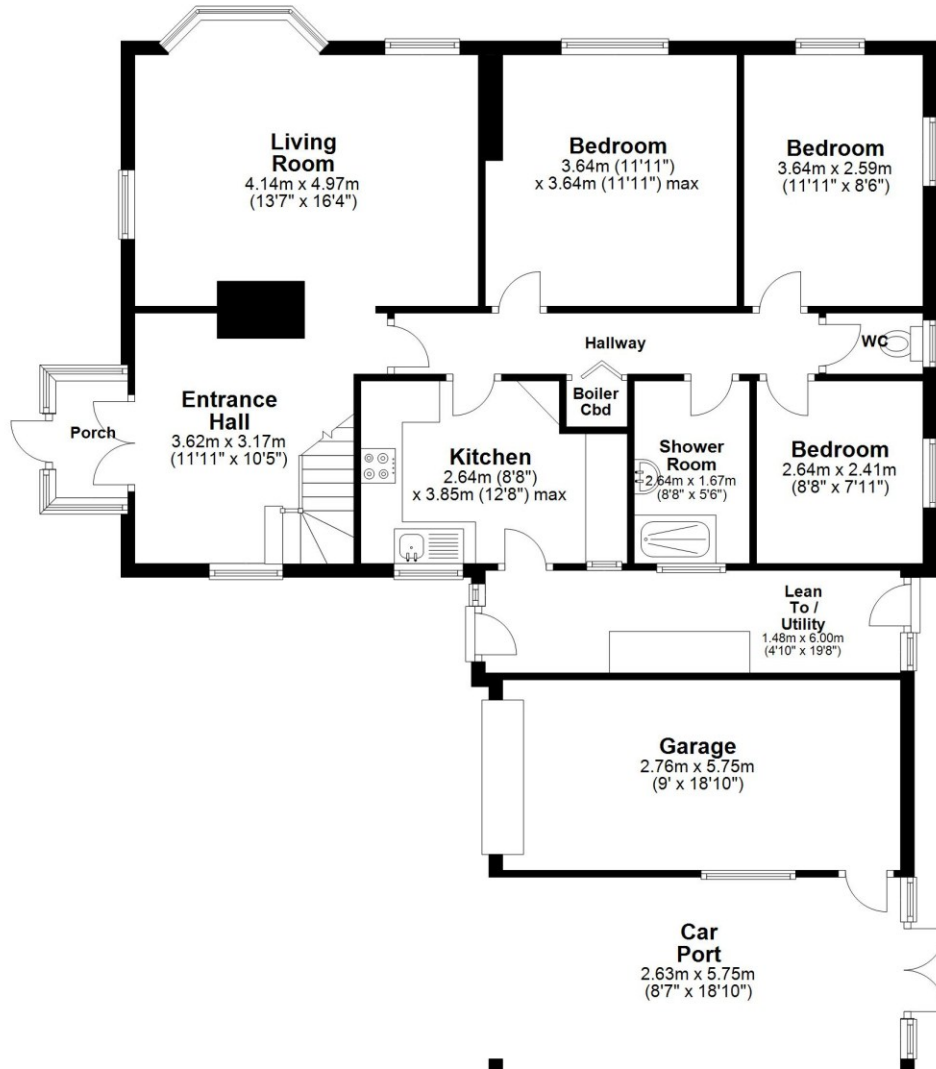 Living
Room
4.14m x 4.97m
(13'7" x 16'4")
Bedroom
3.64m (11'11")
x 3.64m (11'11") max
Bedroom
3.64m x 2.59m
(11'11" x 8'6")
Hallway
WC
Porch
Entrance
Hall
3.62m x 3.17m
(11'11" x 10'5")
Boiler
Cbd
Kitchen
2.64m (8'8")
x 3.85m (12'8") max
Shower
Room
2.64m x 1.67m
(8'8" x 5'6")
Bedroom
2.64m x 2.41m
(8'8" x 7'11")
Lean
To /
Utility
1.48m x 6.00m
(4'10" x 19'8")
Garage
2.76m x 5.75m
(9' x 18'10")
Car
Port
2.63m x 5.75m
(8'7" x 18'10")